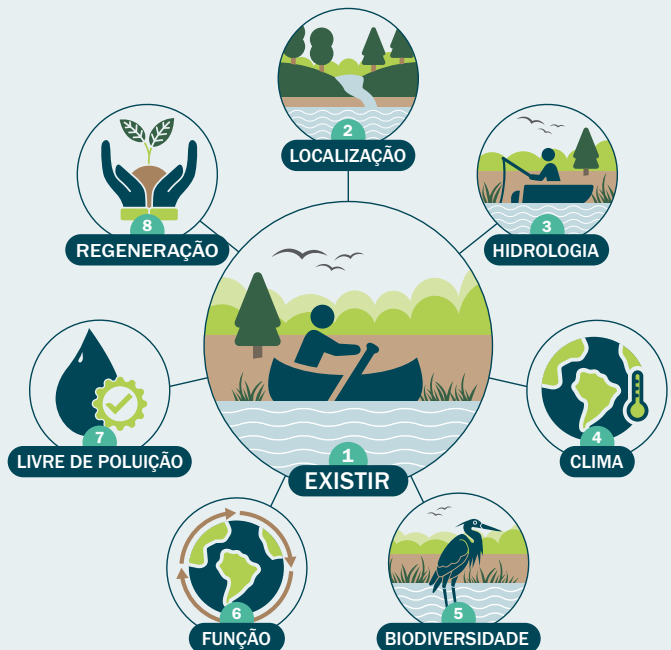 1
EXISTIR
2
LOCALIZAÇÃO
3
HIDROLOGIA
4
CLIMA
5
BIODIVERSIDADE
6
FUNÇÃO
7
LIVRE DE POLUIÇÃO
8
REGENERAÇÃO